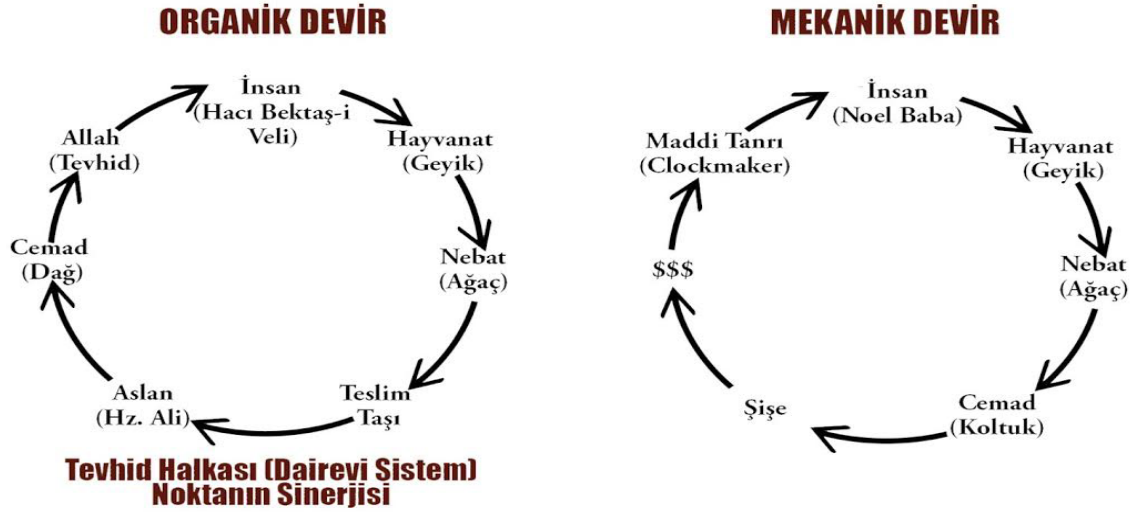 ORGANİK DEVİR
İnsan
(Hacı Bektaş-i
Veli)
Hayvanat
(Geyik)
Nebat
(Ağaç)
Teslim
Taşı
Aslan
(Hz. Ali)
Cemad
(Dağ)
Allah
(Tevhid)
Tevhid Halkası (Dairevi Sistem)
Noktanın Sinerjisi
MEKANİK DEVİR
İnsan
(Noel Baba)
Hayvanat
(Geyik)
Nebat
(Ağaç)
Cemad
(Koltuk)
Şişe
$$$
Maddi Tanrı
(Clockmaker)